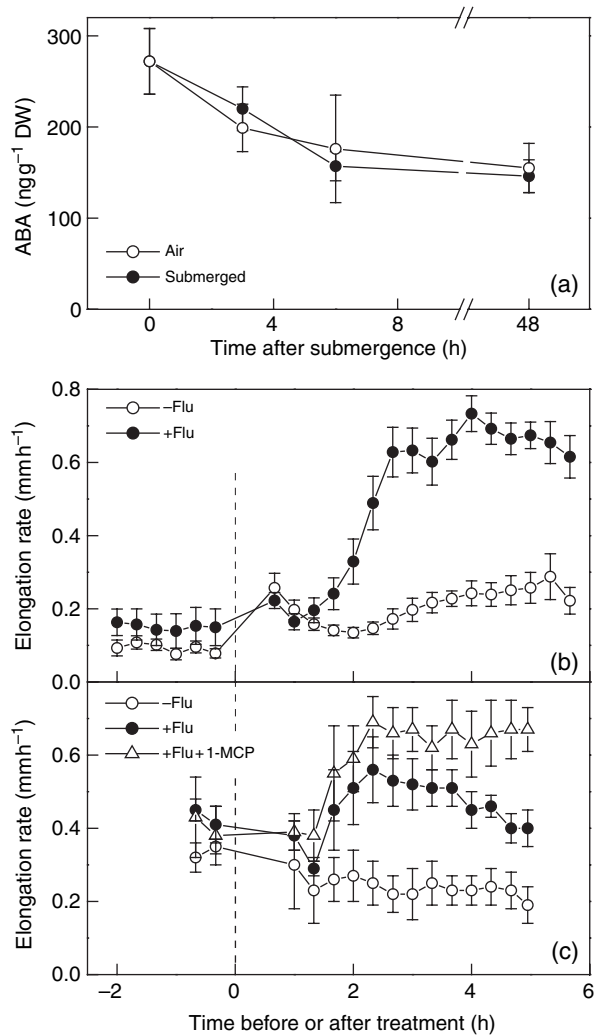 300
200
100
0
ABA (ng g⁻¹ DW)
Air
Submerged
(a)
0
4
8
48
Time after submergence (h)
0.8
0.6
0.4
0.2
0.0
Elongation rate (mm h⁻¹)
–Flu
+Flu
(b)
0.6
0.4
0.2
0.0
Elongation rate (mm h⁻¹)
–Flu
+Flu
+Flu+1-MCP
(c)
–2
0
2
4
6
Time before or after treatment (h)